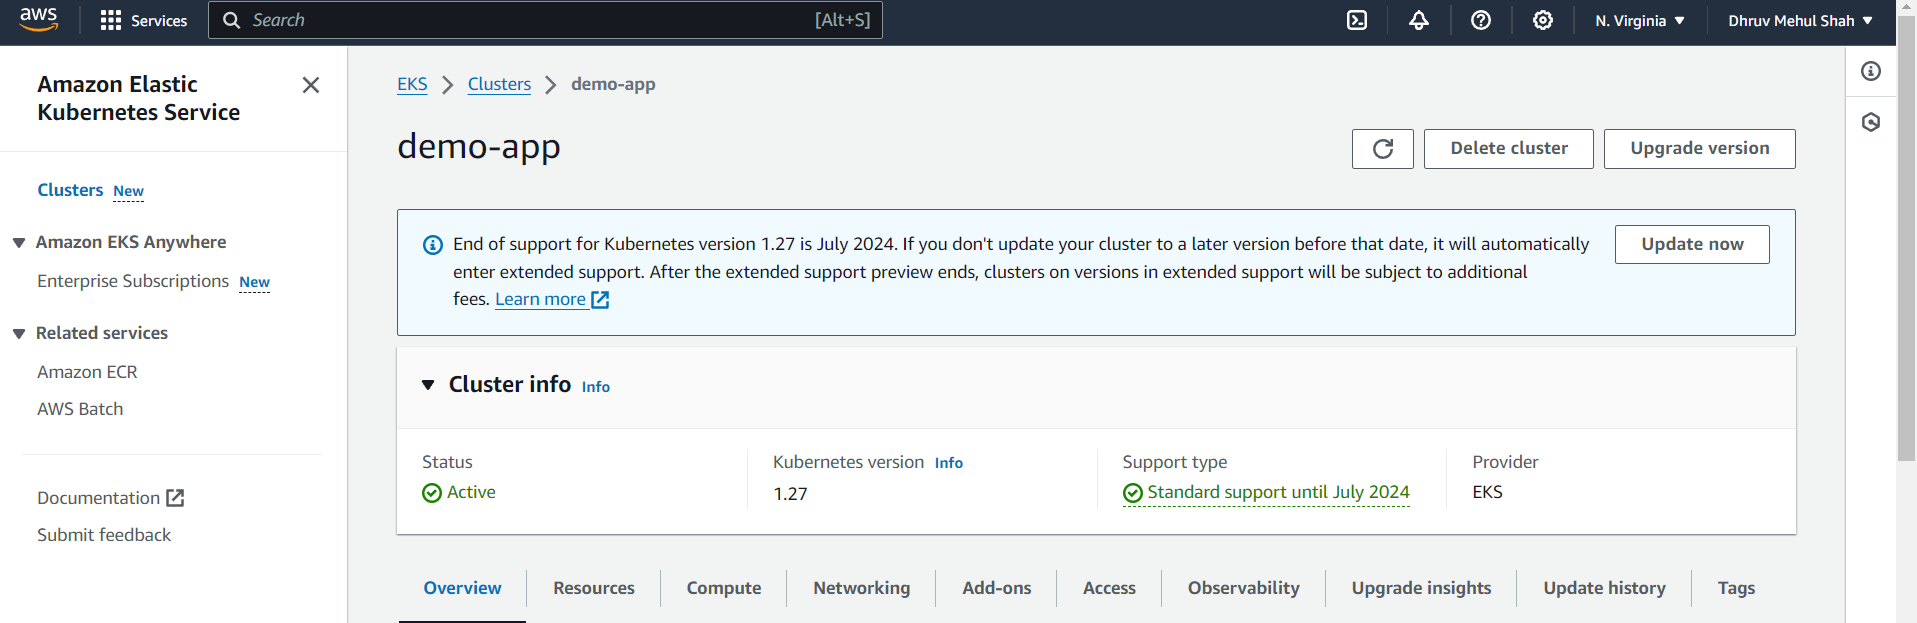 aws
Services
Search
[Alt+S]
N. Virginia
Dhruv Mehul Shah
Amazon Elastic
Kubernetes Service
Clusters New
Amazon EKS Anywhere
Enterprise Subscriptions New
Related services
Amazon ECR
AWS Batch
Documentation
Submit feedback
EKS
Clusters
demo-app
demo-app
Delete cluster
Upgrade version
End of support for Kubernetes version 1.27 is July 2024. If you don't update your cluster to a later version before that date, it will automatically
enter extended support. After the extended support preview ends, clusters on versions in extended support will be subject to additional
fees. Learn more
Update now
Cluster info Info
Status
Active
Kubernetes version Info
1.27
Support type
Standard support until July 2024
Provider
EKS
Overview
Resources
Compute
Networking
Add-ons
Access
Observability
Upgrade insights
Update history
Tags